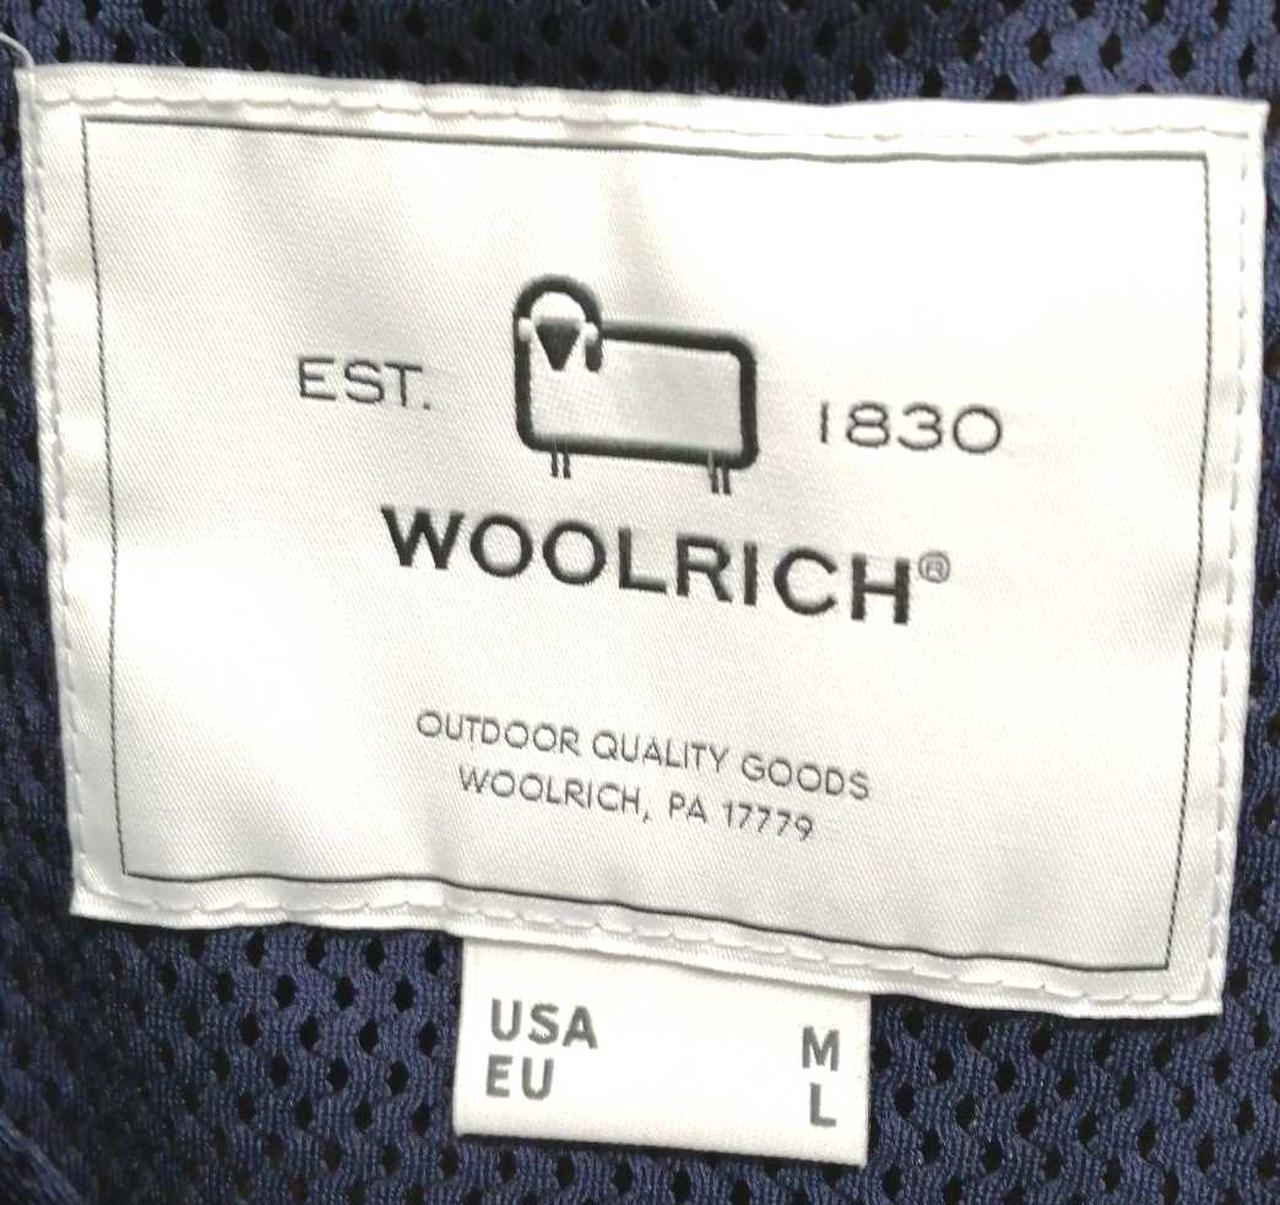 EST. 1830
WOOLRICH®
OUTDOOR QUALITY GOODS
WOOLRICH, PA 17779
USA M
EU L